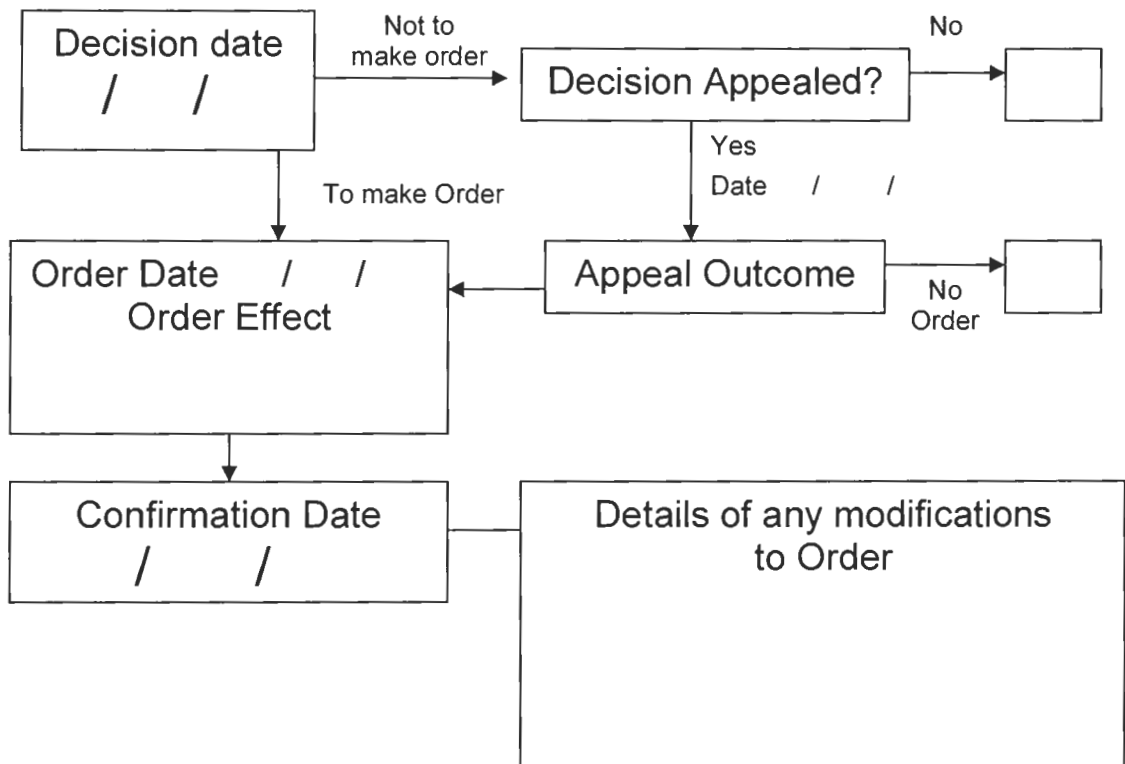 Decision date
/ /
Not to
make order
Decision Appealed?
No
Yes
Date / /
To make Order
Order Date / /
Order Effect
Appeal Outcome
No
Order
Confirmation Date
/ /
Details of any modifications
to Order